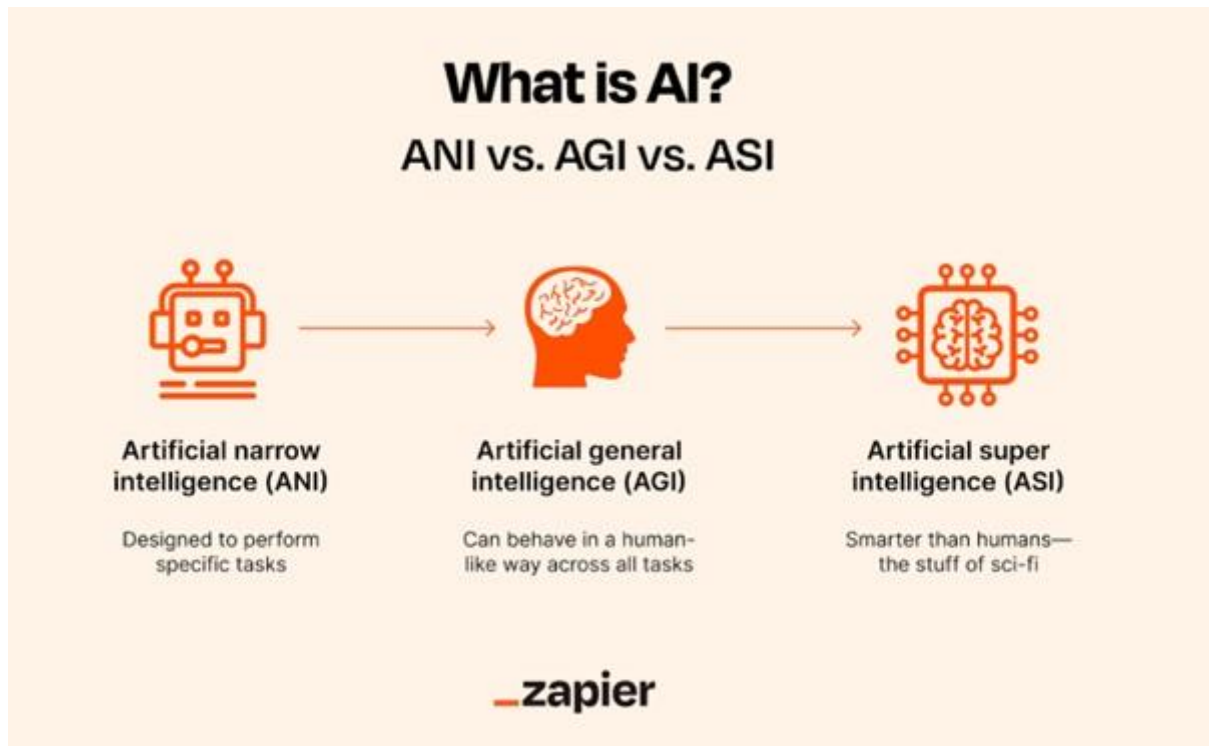 What is AI?
ANI vs. AGI vs. ASI
Artificial narrow
intelligence (ANI)
Designed to perform
specific tasks
Artificial general
intelligence (AGI)
Can behave in a human-
like way across all tasks
Artificial super
intelligence (ASI)
Smarter than humans—
the stuff of sci-fi
_zapier